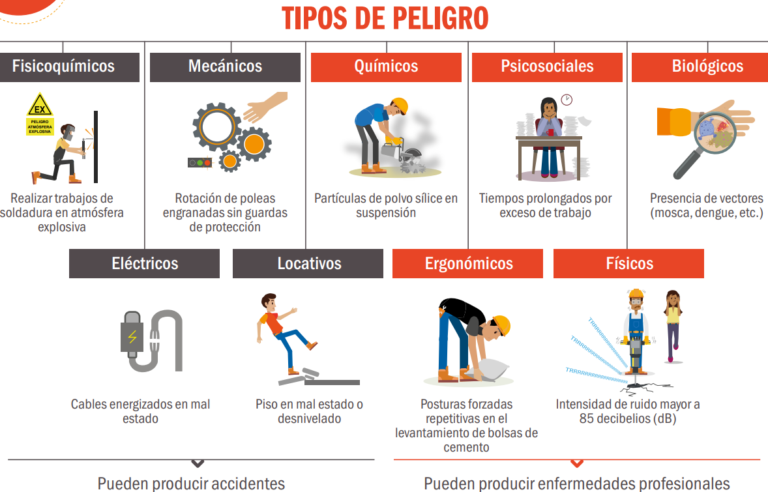 TIPOS DE PELIGRO
Fisicoquímicos
Mecánicos
Químicos
Psicosociales
Biológicos
EX
PELIGRO
ATMÓSFERA
EXPLOSIVA
Realizar trabajos de
soldadura en atmósfera
explosiva
Rotación de poleas
engranadas sin guardas
de protección
Partículas de polvo sílice en
suspensión
Tiempos prolongados por
exceso de trabajo
Presencia de vectores
(mosca, dengue, etc.)
Eléctricos
Locativos
Ergonómicos
Físicos
Cables energizados en mal
estado
Piso en mal estado o
desnivelado
Posturas forzadas
repetitivas en el
levantamiento de bolsas de
cemento
Intensidad de ruido mayor a
85 decibelios (dB)
Pueden producir accidentes
Pueden producir enfermedades profesionales